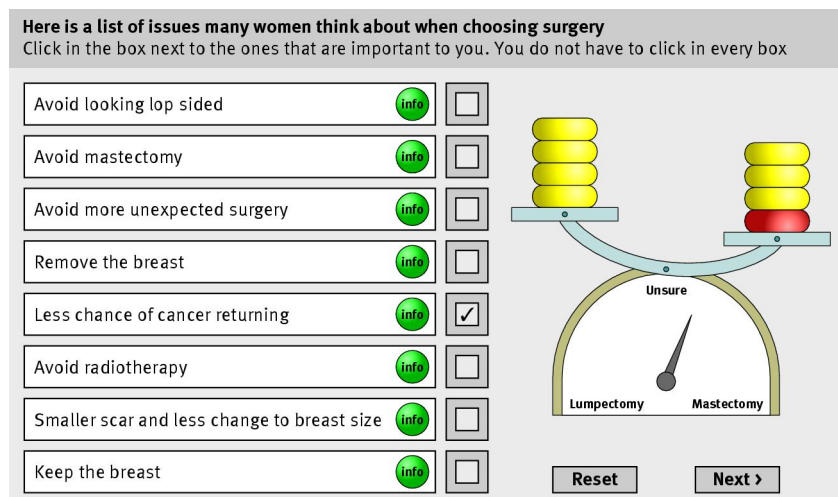 Here is a list of issues many women think about when choosing surgery
Click in the box next to the ones that are important to you. You do not have to click in every box
Avoid looking lop sided info
Avoid mastectomy info
Avoid more unexpected surgery info
Remove the breast info
Less chance of cancer returning info ✓
Avoid radiotherapy info
Smaller scar and less change to breast size info
Keep the breast info
Unsure
Lumpectomy Mastectomy
Reset Next >